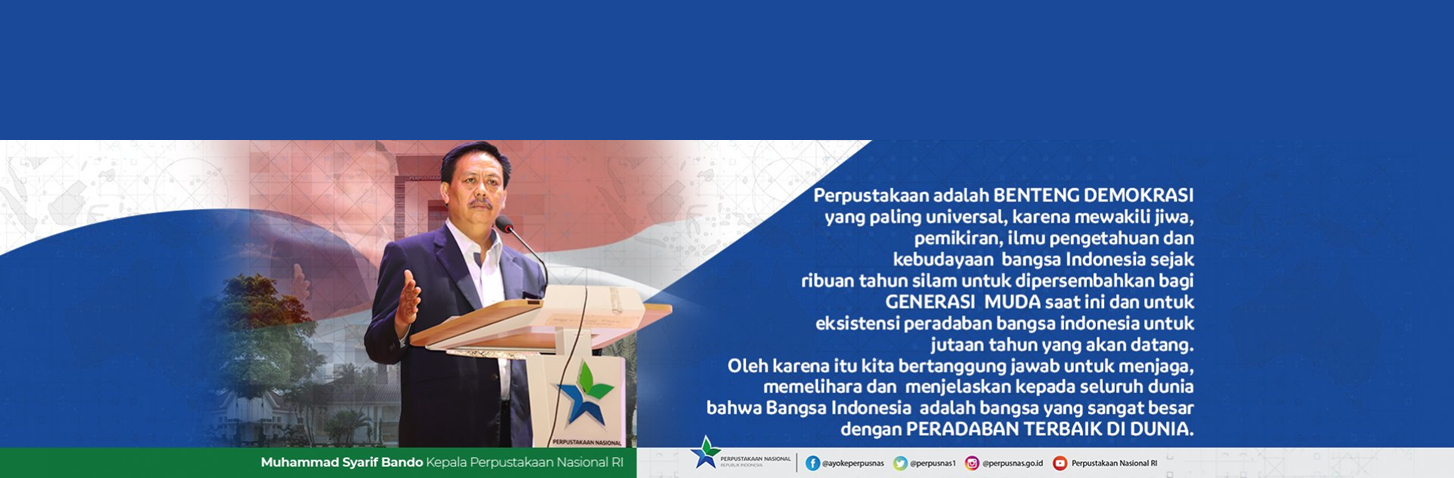 Perpustakaan adalah BENTENG DEMOKRASI
yang paling universal, karena mewakili jiwa,
pemikiran, ilmu pengetahuan dan
kebudayaan bangsa Indonesia sejak
ribuan tahun silam untuk dipersembahkan bagi
GENERASI MUDA saat ini dan untuk
eksistensi peradaban bangsa indonesia untuk
jutaan tahun yang akan datang.
Oleh karena itu kita bertanggung jawab untuk menjaga,
memelihara dan menjelaskan kepada seluruh dunia
bahwa Bangsa Indonesia adalah bangsa yang sangat besar
dengan PERADABAN TERBAIK DI DUNIA.
PERPUSTAKAAN NASIONAL
Muhammad Syarif Bando Kepala Perpustakaan Nasional RI
PERPUSTAKAAN NASIONAL
REPUBLIK INDONESIA
@ayokeperpusnas @perpusnas1 @perpusnas.go.id Perpustakaan Nasional RI